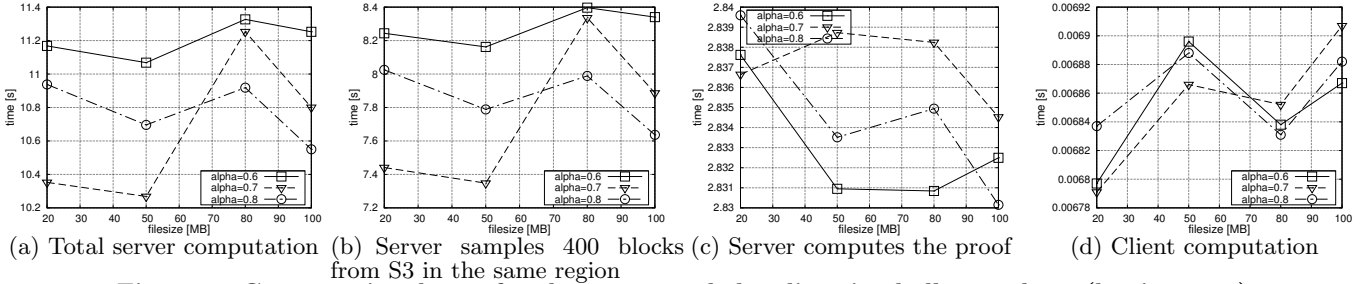 11.4
11.2
11
10.8
10.6
10.4
10.2
time [s]
20 30 40 50 60 70 80 90 100
filesize [MB]
alpha=0.6
alpha=0.7
alpha=0.8
(a) Total server computation
8.4
8.2
8
7.8
7.6
7.4
7.2
time [s]
20 30 40 50 60 70 80 90 100
filesize [MB]
alpha=0.6
alpha=0.7
alpha=0.8
(b) Server samples 400 blocks
from S3 in the same region
2.84
2.839
2.838
2.837
2.836
2.835
2.834
2.833
2.832
2.831
2.83
time [s]
20 30 40 50 60 70 80 90 100
filesize [MB]
alpha=0.6
alpha=0.7
alpha=0.8
(c) Server computes the proof
0.00692
0.0069
0.00688
0.00686
0.00684
0.00682
0.0068
0.00678
time [s]
20 30 40 50 60 70 80 90 100
filesize [MB]
alpha=0.6
alpha=0.7
alpha=0.8
(d) Client computation